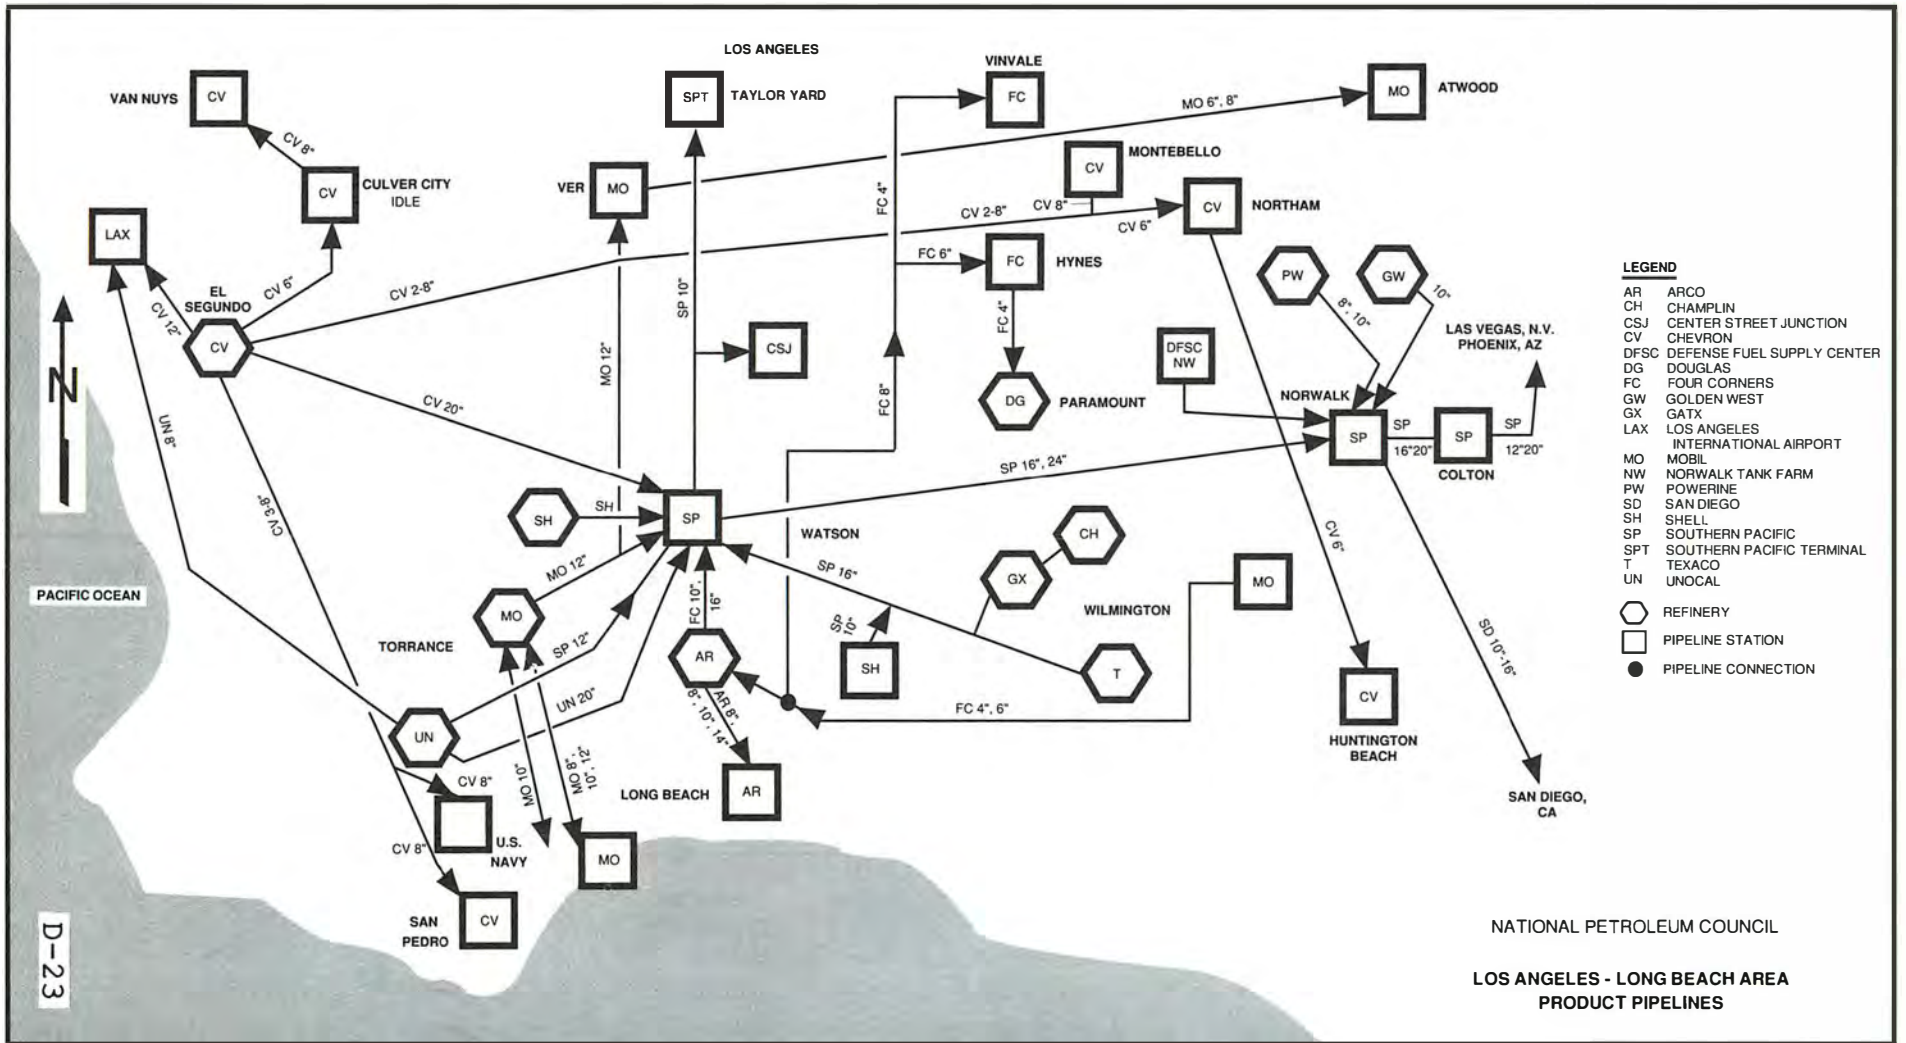 LOS ANGELES
VAN NUYS
CV
SPT
TAYLOR YARD
VINVALE
FC
MO
ATWOOD
MO 6", 8"
CV 8"
CV
CULVER CITY
IDLE
VER
MO
FC 4"
CV
MONTEBELLO
CV 8"
CV 2-8"
CV 6"
CV
NORTHAM
LAX
CV 12"
CV 6"
EL
SEGUNDO
CV
CV 2-8"
SP 10"
MO 12"
FC 6"
FC
HYNES
FC 4"
DG
PARAMOUNT
CSJ
FC 8"
PW
GW
8", 10"
10"
DFSC
NW
NORWALK
SP
SP
16"20"
SP
COLTON
SP
12"20"
LAS VEGAS, N.V.
PHOENIX, AZ
N
UN 8"
CV 20"
CV 3-8"
SP 16", 24"
SH
SH
SP
WATSON
CH
GX
SP 16"
MO 12"
MO
TORRANCE
SP 12"
UN 20"
UN
FC 10",
16"
AR
AR 8",
8", 10", 14"
SP
10"
SH
WILMINGTON
T
MO
FC 4", 6"
CV 6"
CV
HUNTINGTON
BEACH
SD 10"-16"
SAN DIEGO,
CA
PACIFIC OCEAN
CV 8"
U.S.
NAVY
CV 8"
SAN
PEDRO
CV
MO 10"
MO 8",
10", 12"
MO
LONG BEACH
AR
LEGEND
AR ARCO
CH CHAMPLIN
CSJ CENTER STREET JUNCTION
CV CHEVRON
DFSC DEFENSE FUEL SUPPLY CENTER
DG DOUGLAS
FC FOUR CORNERS
GW GOLDEN WEST
GX GATX
LAX LOS ANGELES
INTERNATIONAL AIRPORT
MO MOBIL
NW NORWALK TANK FARM
PW POWERINE
SD SAN DIEGO
SH SHELL
SP SOUTHERN PACIFIC
SPT SOUTHERN PACIFIC TERMINAL
T TEXACO
UN UNOCAL
REFINERY
PIPELINE STATION
PIPELINE CONNECTION
D-23
NATIONAL PETROLEUM COUNCIL
LOS ANGELES - LONG BEACH AREA
PRODUCT PIPELINES